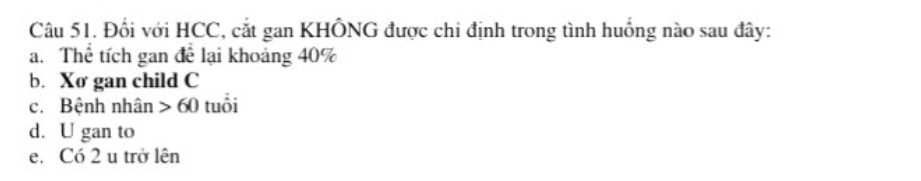 Câu 51. Đối với HCC, cắt gan KHÔNG được chỉ định trong tình huống nào sau đây:
a. Thể tích gan để lại khoảng 40%
b. Xơ gan child C
c. Bệnh nhân > 60 tuổi
d. U gan to
e. Có 2 u trở lên